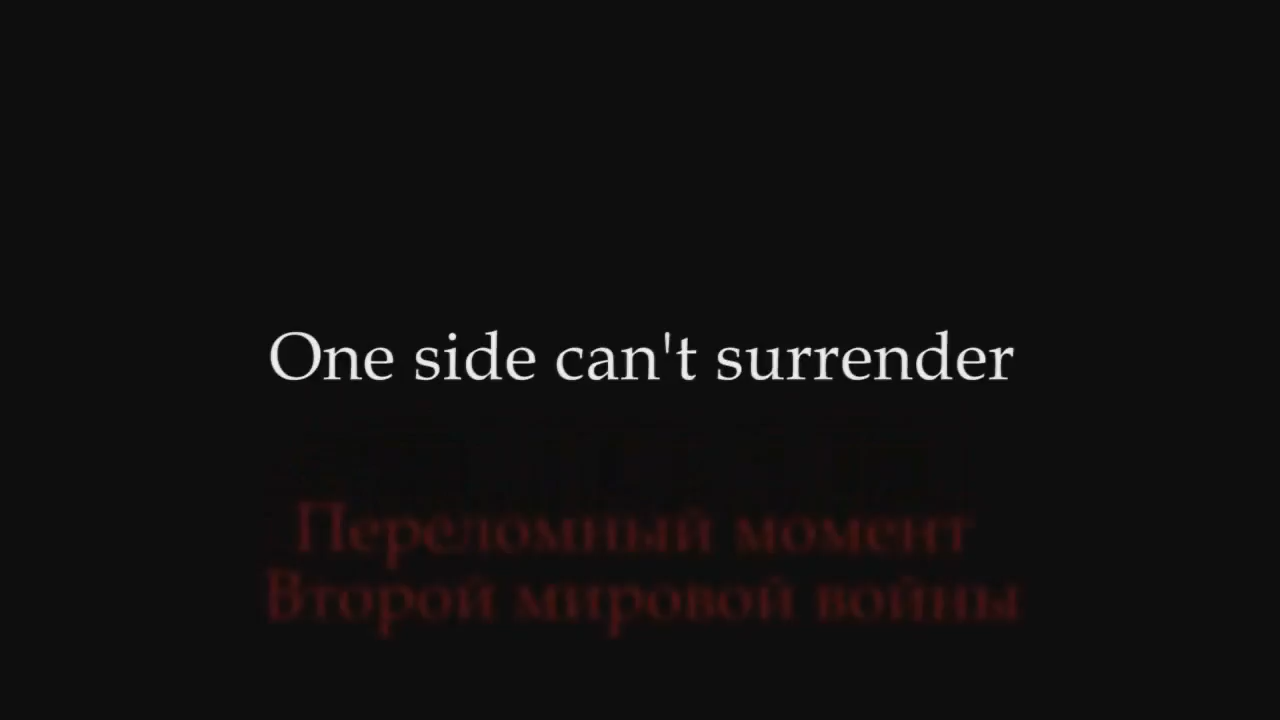 One side can't surrender
Переломный момент
Второй мировой войны